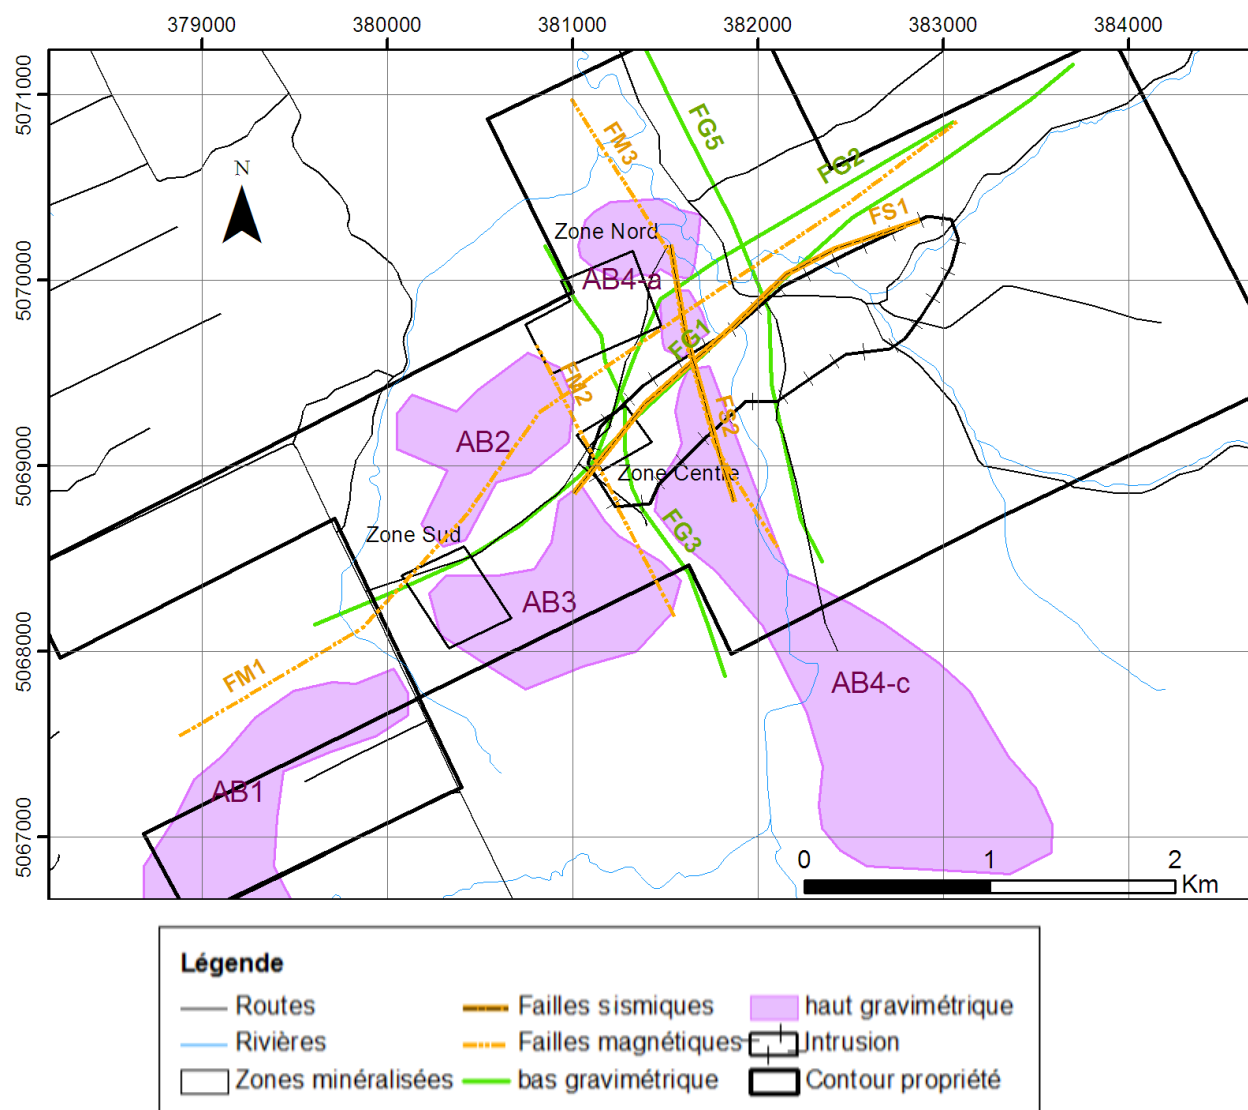 379000 380000 381000 382000 383000 384000
5071000
5070000
5069000
5068000
5067000
N
FM3
FG5
FG2
FS1
Zone Nord
AB4-a
FG1
FM2
FS2
AB2
Zone Centre
Zone Sud
FG3
AB3
FM1
AB4-c
AB1
0 1 2
Km
Légende
Routes
Failles sismiques
haut gravimétrique
Rivières
Failles magnétiques
Intrusion
Zones minéralisées
bas gravimétrique
Contour propriété